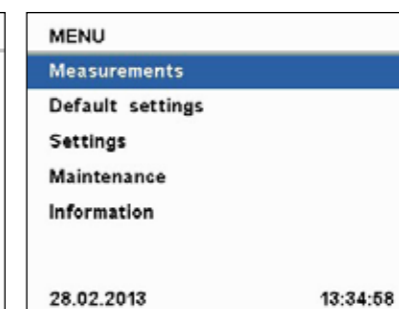 MENU
Measurements
Default settings
Settings
Maintenance
Information
28.02.2013 13:34:58